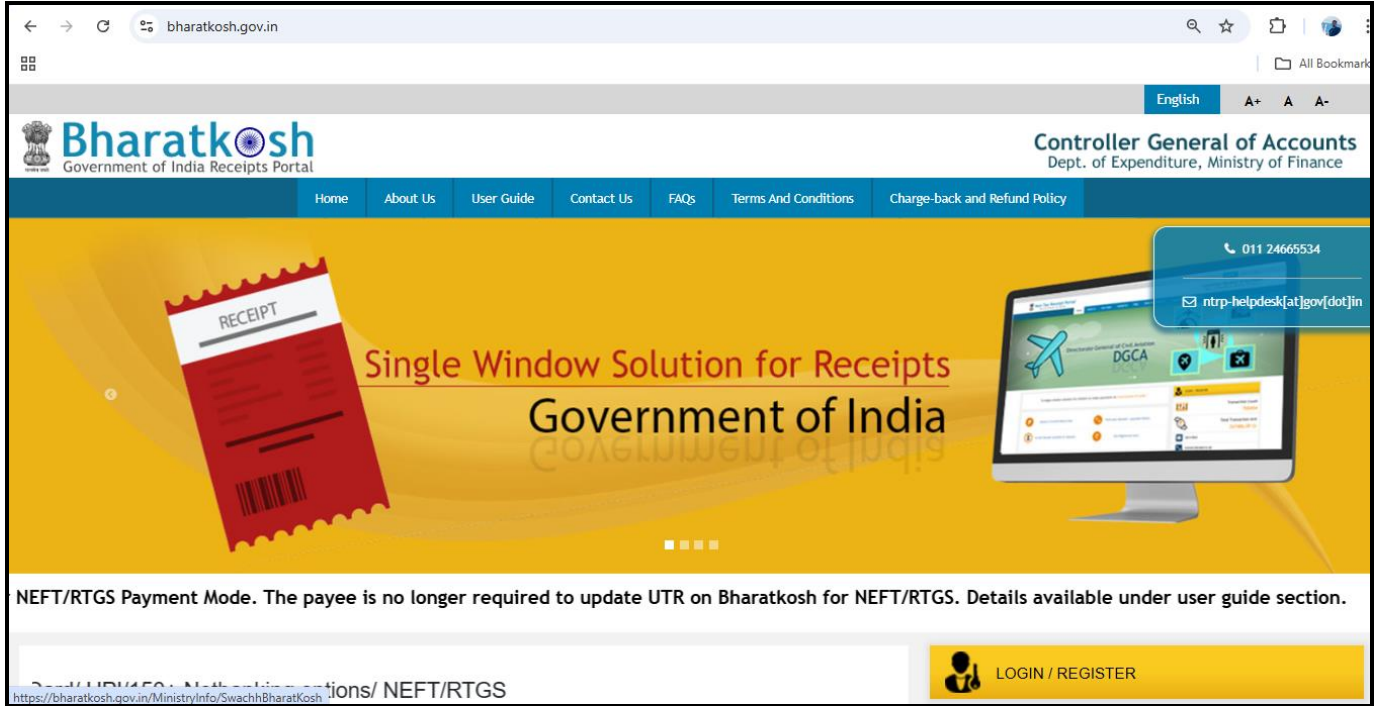 bharatkosh.gov.in
All Bookmark
English A+ A A-
Bharatkosh
Government of India Receipts Portal
Controller General of Accounts
Dept. of Expenditure, Ministry of Finance
Home About Us User Guide Contact Us FAQs Terms And Conditions Charge-back and Refund Policy
011 24665534
ntrp-helpdesk[at]gov[dot]in
RECEIPT
DGCA
Single Window Solution for Receipts
Government of India
NEFT/RTGS Payment Mode. The payee is no longer required to update UTR on Bharatkosh for NEFT/RTGS. Details available under user guide section.
LOGIN / REGISTER
options/ NEFT/RTGS
https://bharatkosh.gov.in/MinistryInfo/SwachhBharatKosh